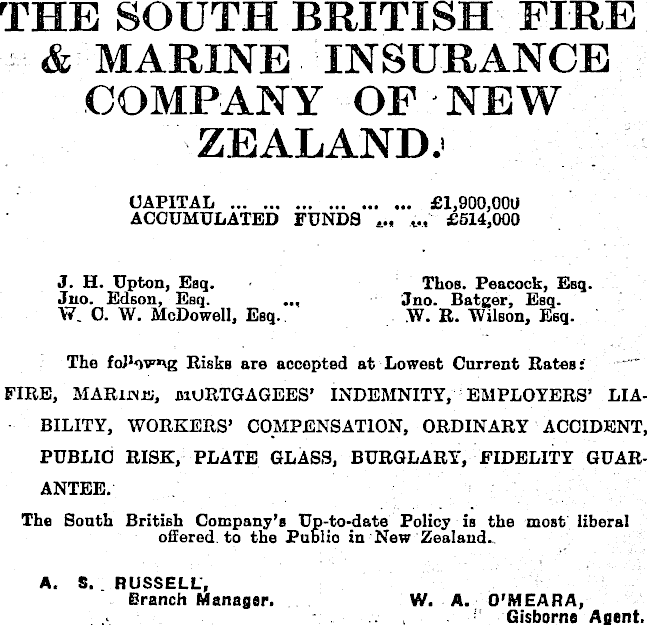 THE SOUTH BRITISH FIRE
& MARINE INSURANCE
COMPANY OF NEW
ZEALAND.
CAPITAL ... ... ... ... ... ... £1,900,000
ACCUMULATED FUNDS ... ... £514,000
J. H. Upton, Esq. Thos. Peacock, Esq.
Jno. Edson, Esq. ... Jno. Batger, Esq.
W. C. W. McDowell, Esq. W. R. Wilson, Esq.
The followng Risks are accepted at Lowest Current Rates:
FIRE, MARINE, MORTGAGEES' INDEMNITY, EMPLOYERS' LIA-
BILITY, WORKERS' COMPENSATION, ORDINARY ACCIDENT,
PUBLIC RISK, PLATE GLASS, BURGLARY, FIDELITY GUAR-
ANTEE.
The South British Company's Up-to-date Policy is the most liberal
offered to the Public in New Zealand.
A. S. RUSSELL,
Branch Manager.
W. A. O'MEARA,
Gisborne Agent.